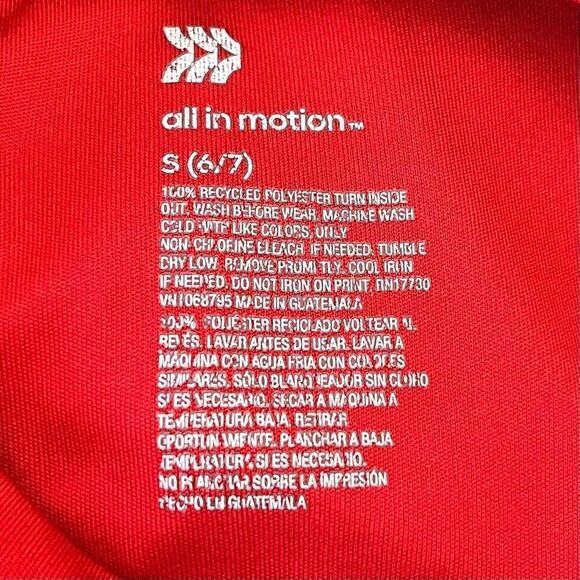 all in motion™
S (6/7)
100% RECYCLED POLYESTER TURN INSIDE
OUT. WASH BEFORE WEAR. MACHINE WASH
COLD WITH LIKE COLORS. ONLY
NON-CHLORINE BLEACH IF NEEDED. TUMBLE
DRY LOW. REMOVE PROMPTLY. COOL IRON
IF NEEDED. DO NOT IRON ON PRINT. RN17730
VN1068795 MADE IN GUATEMALA
100% POLIESTER RECICLADO VOLTEAR AL
REVÉS. LAVAR ANTES DE USAR. LAVAR A
MÁQUINA CON AGUA FRIA CON COLORES
SIMILARES. SÓLO BLANQUEADOR SIN CLORO
SI ES NECESARIO. SECAR A MÁQUINA A
TEMPERATURA BAJA. RETIRAR
OPORTUNAMENTE. PLANCHAR A BAJA
TEMPERATURA, SI ES NECESARIO.
NO PLANCHAR SOBRE LA IMPRESIÓN
HECHO EN GUATEMALA